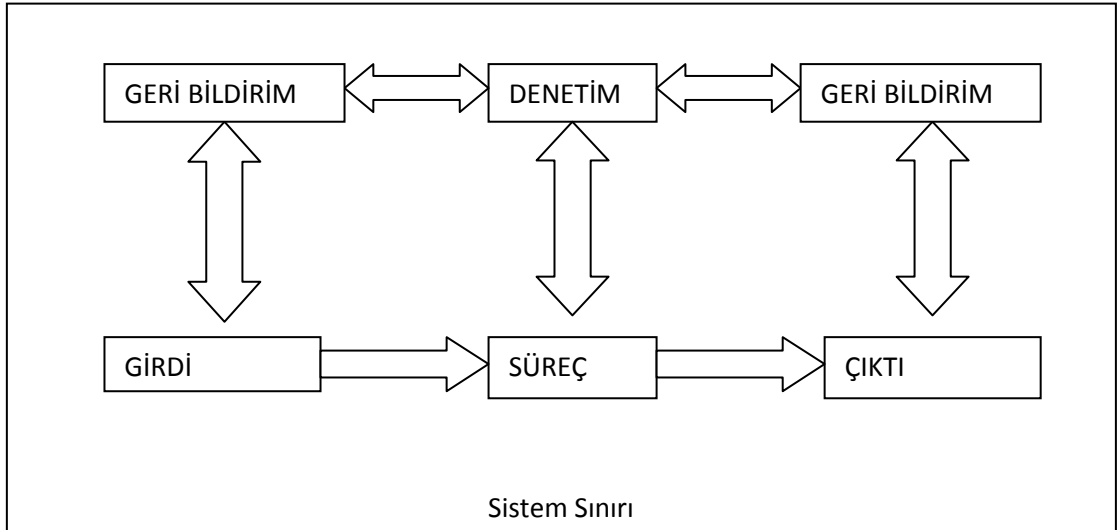 GERİ BİLDİRİM
DENETİM
GERİ BİLDİRİM
GİRDİ
SÜREÇ
ÇIKTI
Sistem Sınırı